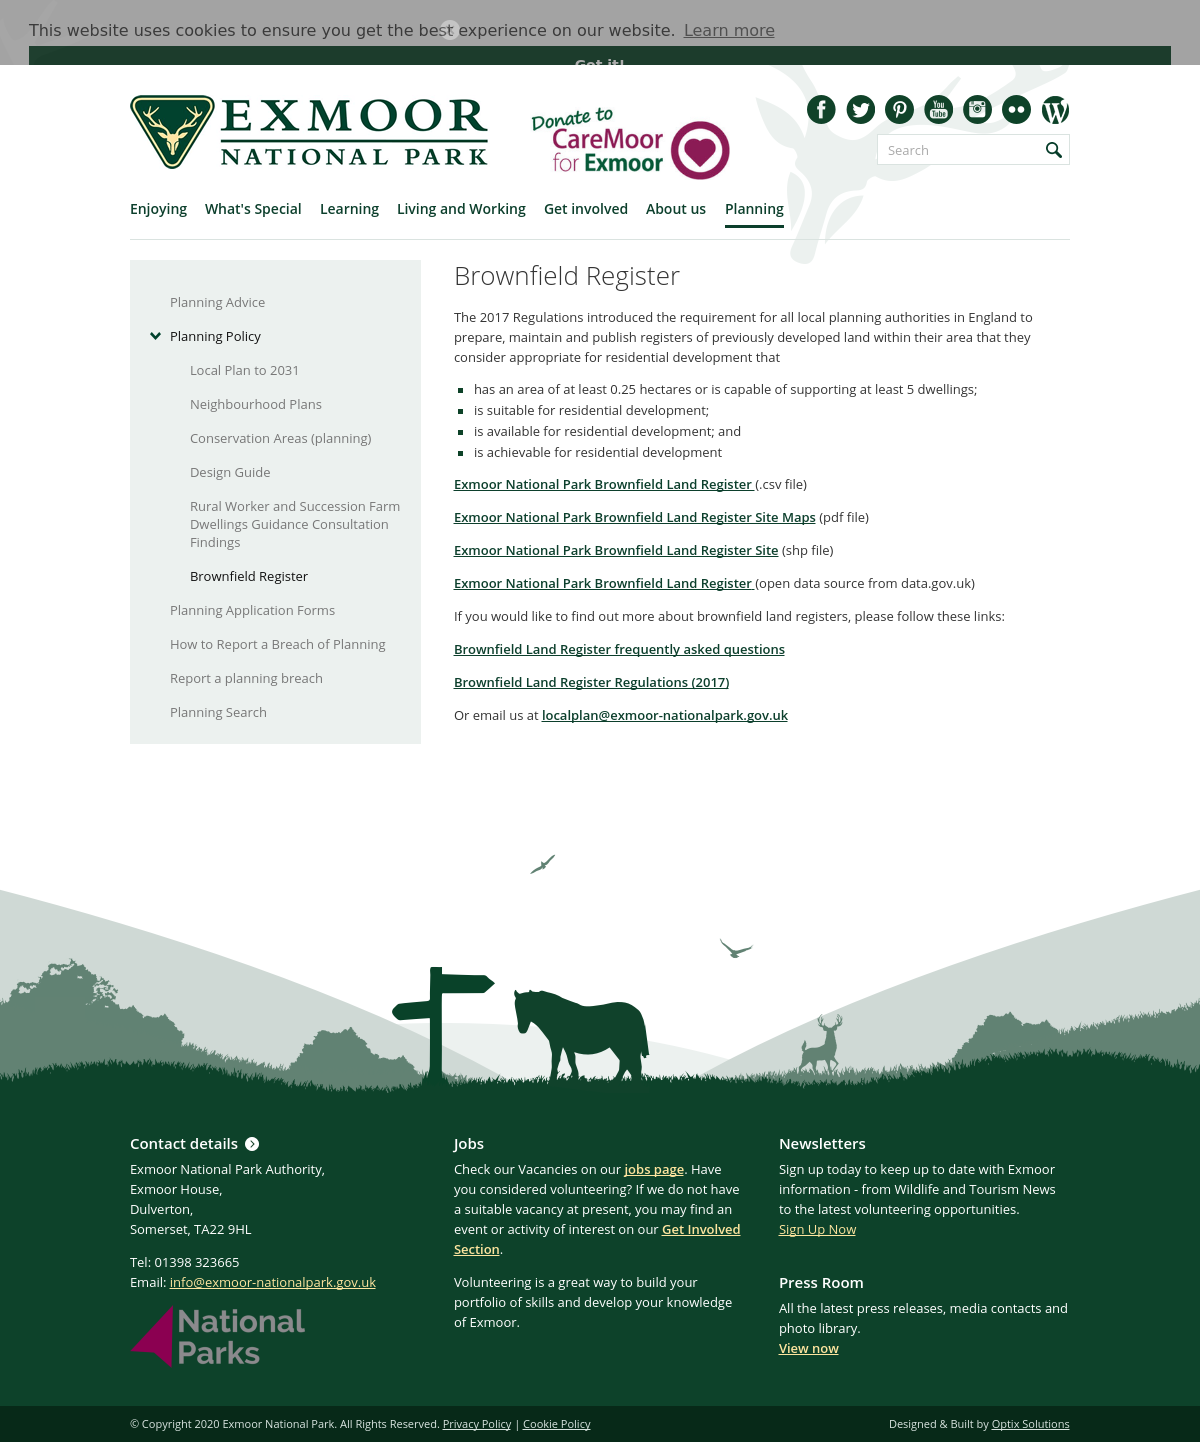 This website uses cookies to ensure you get the best experience on our website. Learn more
Got it!
EXMOOR
NATIONAL PARK
Donate to
CareMoor
for Exmoor
You
Tube
Search
Enjoying What's Special Learning Living and Working Get involved About us Planning
Planning Advice
Planning Policy
Local Plan to 2031
Neighbourhood Plans
Conservation Areas (planning)
Design Guide
Rural Worker and Succession Farm
Dwellings Guidance Consultation
Findings
Brownfield Register
Planning Application Forms
How to Report a Breach of Planning
Report a planning breach
Planning Search
Brownfield Register
The 2017 Regulations introduced the requirement for all local planning authorities in England to
prepare, maintain and publish registers of previously developed land within their area that they
consider appropriate for residential development that
has an area of at least 0.25 hectares or is capable of supporting at least 5 dwellings;
is suitable for residential development;
is available for residential development; and
is achievable for residential development
Exmoor National Park Brownfield Land Register (.csv file)
Exmoor National Park Brownfield Land Register Site Maps (pdf file)
Exmoor National Park Brownfield Land Register Site (shp file)
Exmoor National Park Brownfield Land Register (open data source from data.gov.uk)
If you would like to find out more about brownfield land registers, please follow these links:
Brownfield Land Register frequently asked questions
Brownfield Land Register Regulations (2017)
Or email us at localplan@exmoor-nationalpark.gov.uk
Contact details
Exmoor National Park Authority,
Exmoor House,
Dulverton,
Somerset, TA22 9HL
Tel: 01398 323665
Email: info@exmoor-nationalpark.gov.uk
National
Parks
Jobs
Check our Vacancies on our jobs page. Have
you considered volunteering? If we do not have
a suitable vacancy at present, you may find an
event or activity of interest on our Get Involved
Section.
Volunteering is a great way to build your
portfolio of skills and develop your knowledge
of Exmoor.
Newsletters
Sign up today to keep up to date with Exmoor
information - from Wildlife and Tourism News
to the latest volunteering opportunities.
Sign Up Now
Press Room
All the latest press releases, media contacts and
photo library.
View now
© Copyright 2020 Exmoor National Park. All Rights Reserved. Privacy Policy | Cookie Policy
Designed & Built by Optix Solutions